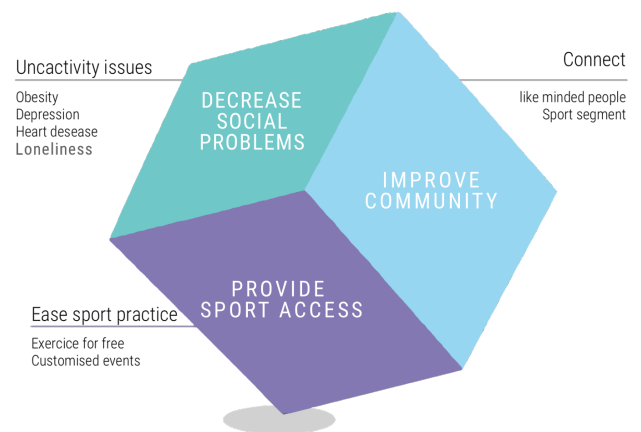 Uncactivity issues
Obesity
Depression
Heart desease
Loneliness
DECREASE
SOCIAL
PROBLEMS
Connect
like minded people
Sport segment
IMPROVE
COMMUNITY
PROVIDE
SPORT ACCESS
Ease sport practice
Exercice for free
Customised events